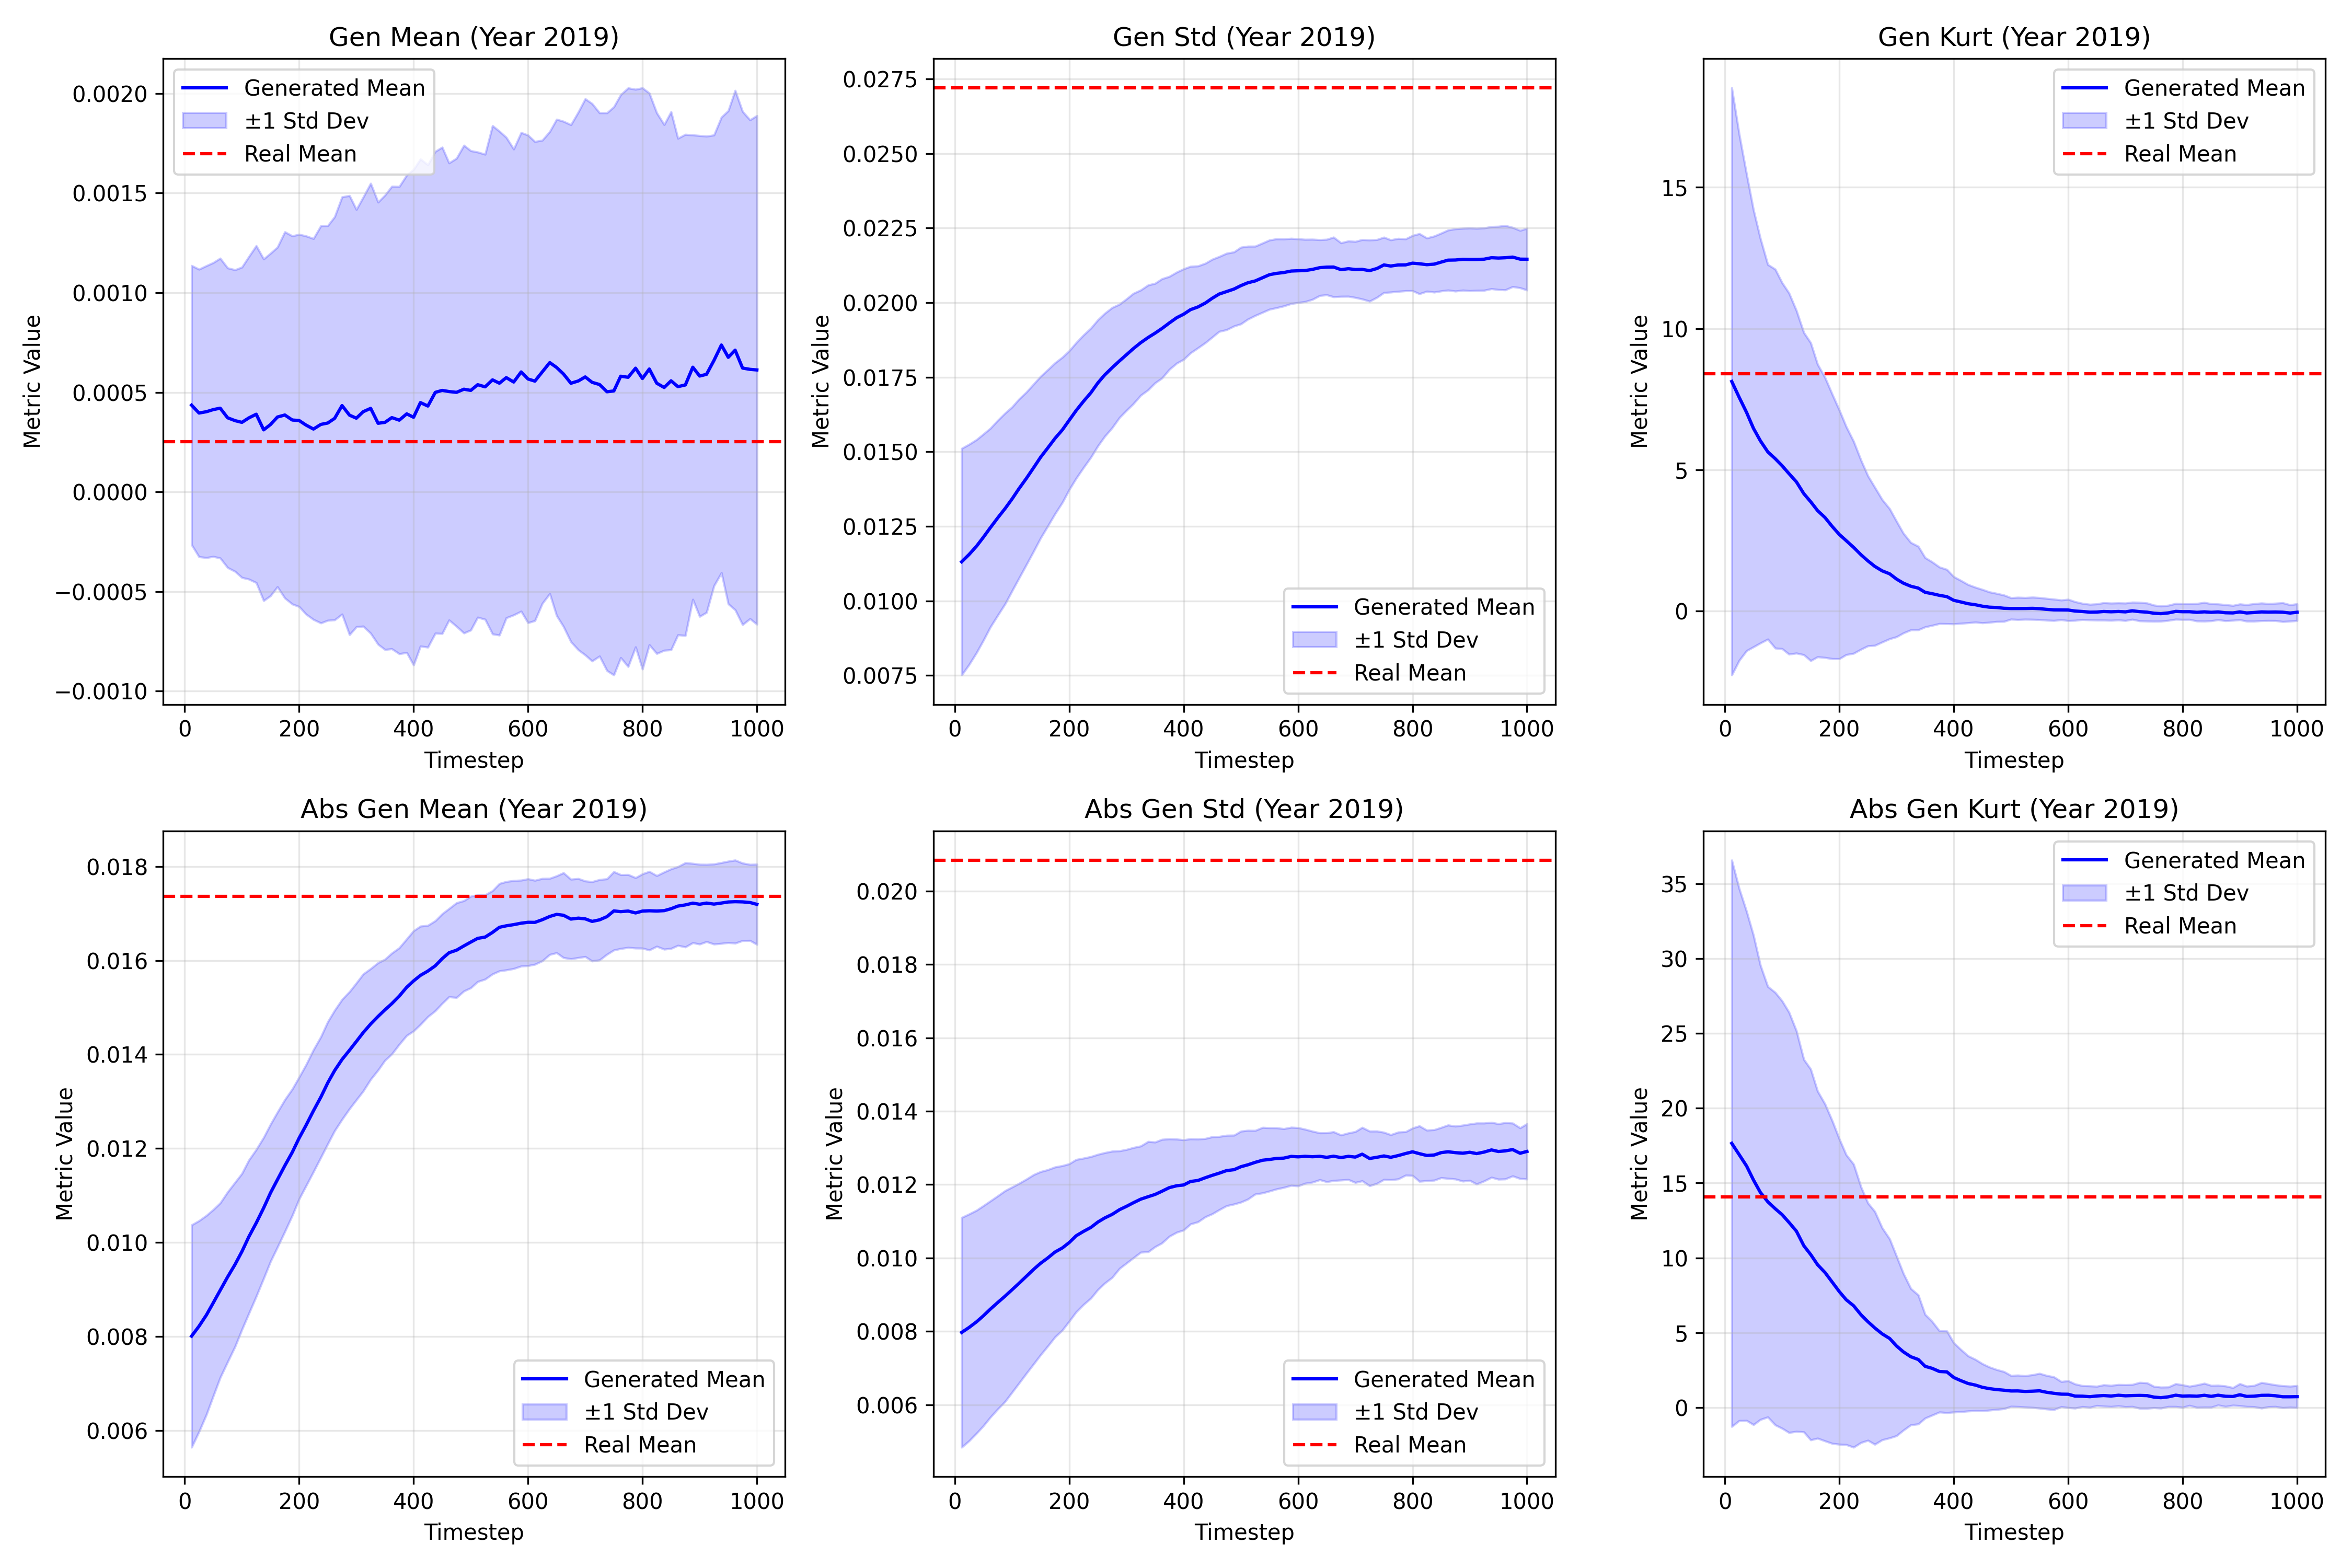 Gen Mean (Year 2019)
Metric Value
0.0020
0.0015
0.0010
0.0005
0.0000
−0.0005
−0.0010
Generated Mean
±1 Std Dev
Real Mean
0 200 400 600 800 1000
Timestep
Gen Std (Year 2019)
Metric Value
0.0275
0.0250
0.0225
0.0200
0.0175
0.0150
0.0125
0.0100
0.0075
Generated Mean
±1 Std Dev
Real Mean
0 200 400 600 800 1000
Timestep
Gen Kurt (Year 2019)
Metric Value
15
10
5
0
Generated Mean
±1 Std Dev
Real Mean
0 200 400 600 800 1000
Timestep
Abs Gen Mean (Year 2019)
Metric Value
0.018
0.016
0.014
0.012
0.010
0.008
0.006
Generated Mean
±1 Std Dev
Real Mean
0 200 400 600 800 1000
Timestep
Abs Gen Std (Year 2019)
Metric Value
0.020
0.018
0.016
0.014
0.012
0.010
0.008
0.006
Generated Mean
±1 Std Dev
Real Mean
0 200 400 600 800 1000
Timestep
Abs Gen Kurt (Year 2019)
Metric Value
35
30
25
20
15
10
5
0
Generated Mean
±1 Std Dev
Real Mean
0 200 400 600 800 1000
Timestep